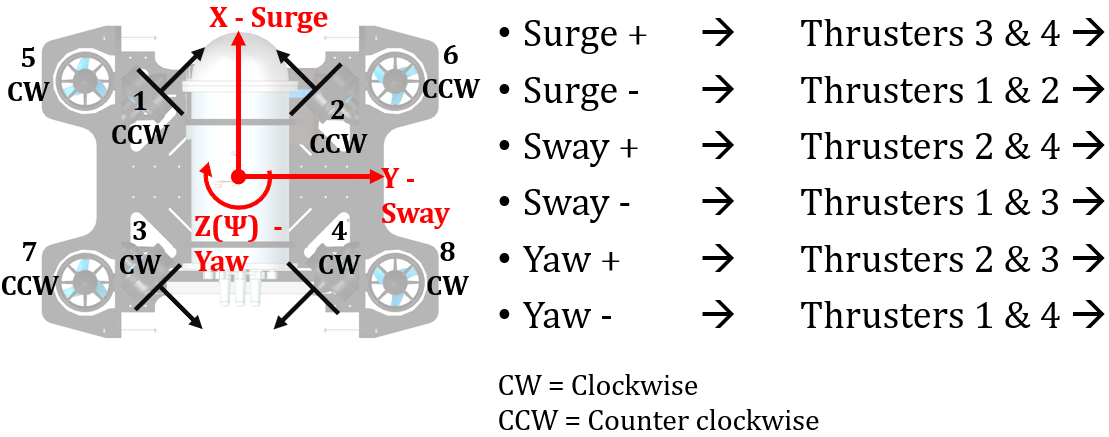 X - Surge
5
CW
6
CCW
1
CCW
2
CCW
Y -
Sway
Z(Ψ) -
Yaw
3
CW
4
CW
7
CCW
8
CW
• Surge + → Thrusters 3 & 4 →
• Surge - → Thrusters 1 & 2 →
• Sway + → Thrusters 2 & 4 →
• Sway - → Thrusters 1 & 3 →
• Yaw + → Thrusters 2 & 3 →
• Yaw - → Thrusters 1 & 4 →
CW = Clockwise
CCW = Counter clockwise